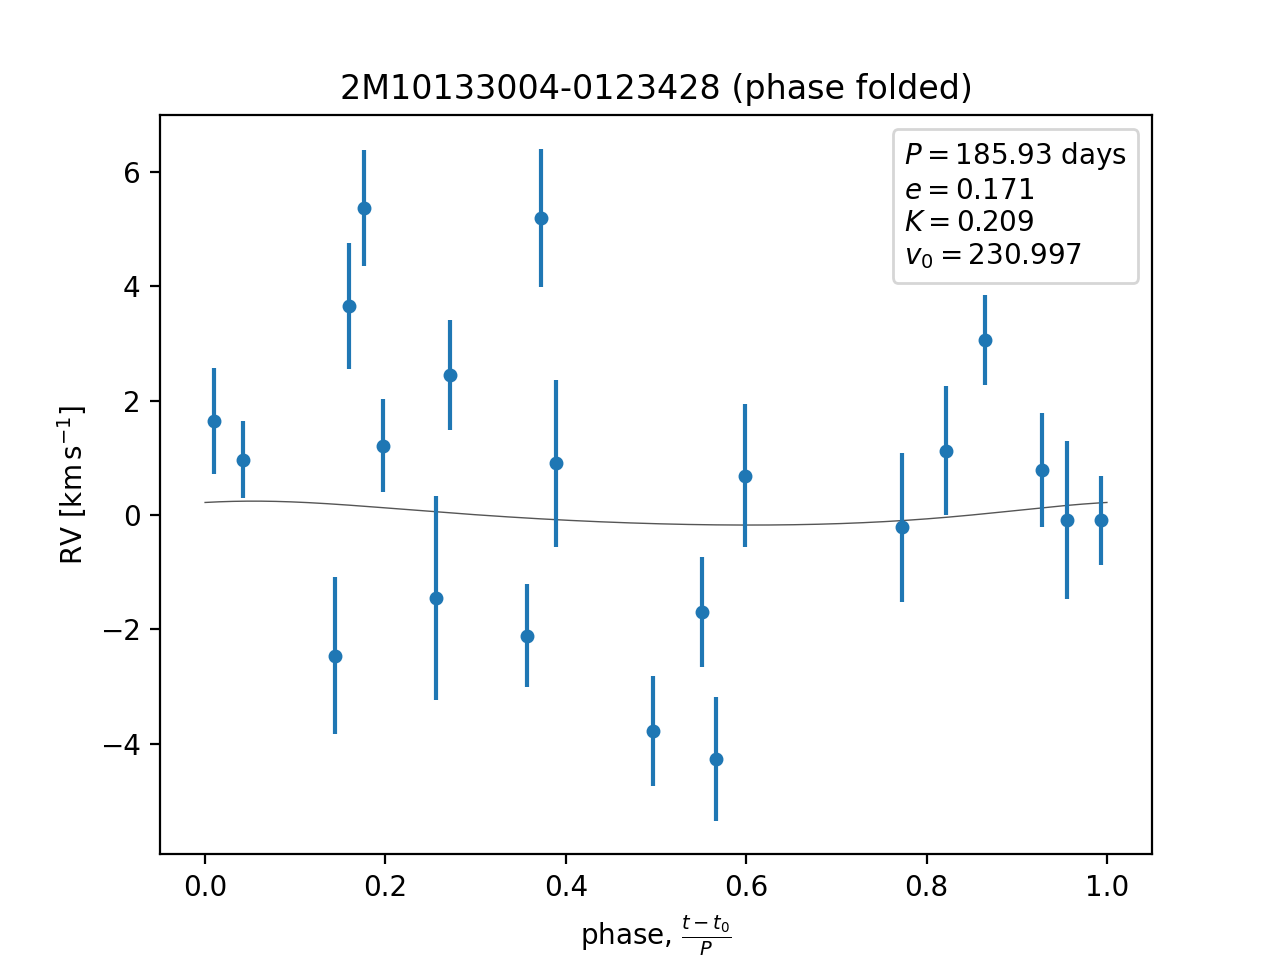 2M10133004-0123428 (phase folded)
P = 185.93 days
e = 0.171
K = 0.209
v₀ = 230.997
6
4
2
0
−2
−4
RV [km s⁻¹]
0.0 0.2 0.4 0.6 0.8 1.0
phase, (t − t₀)/P